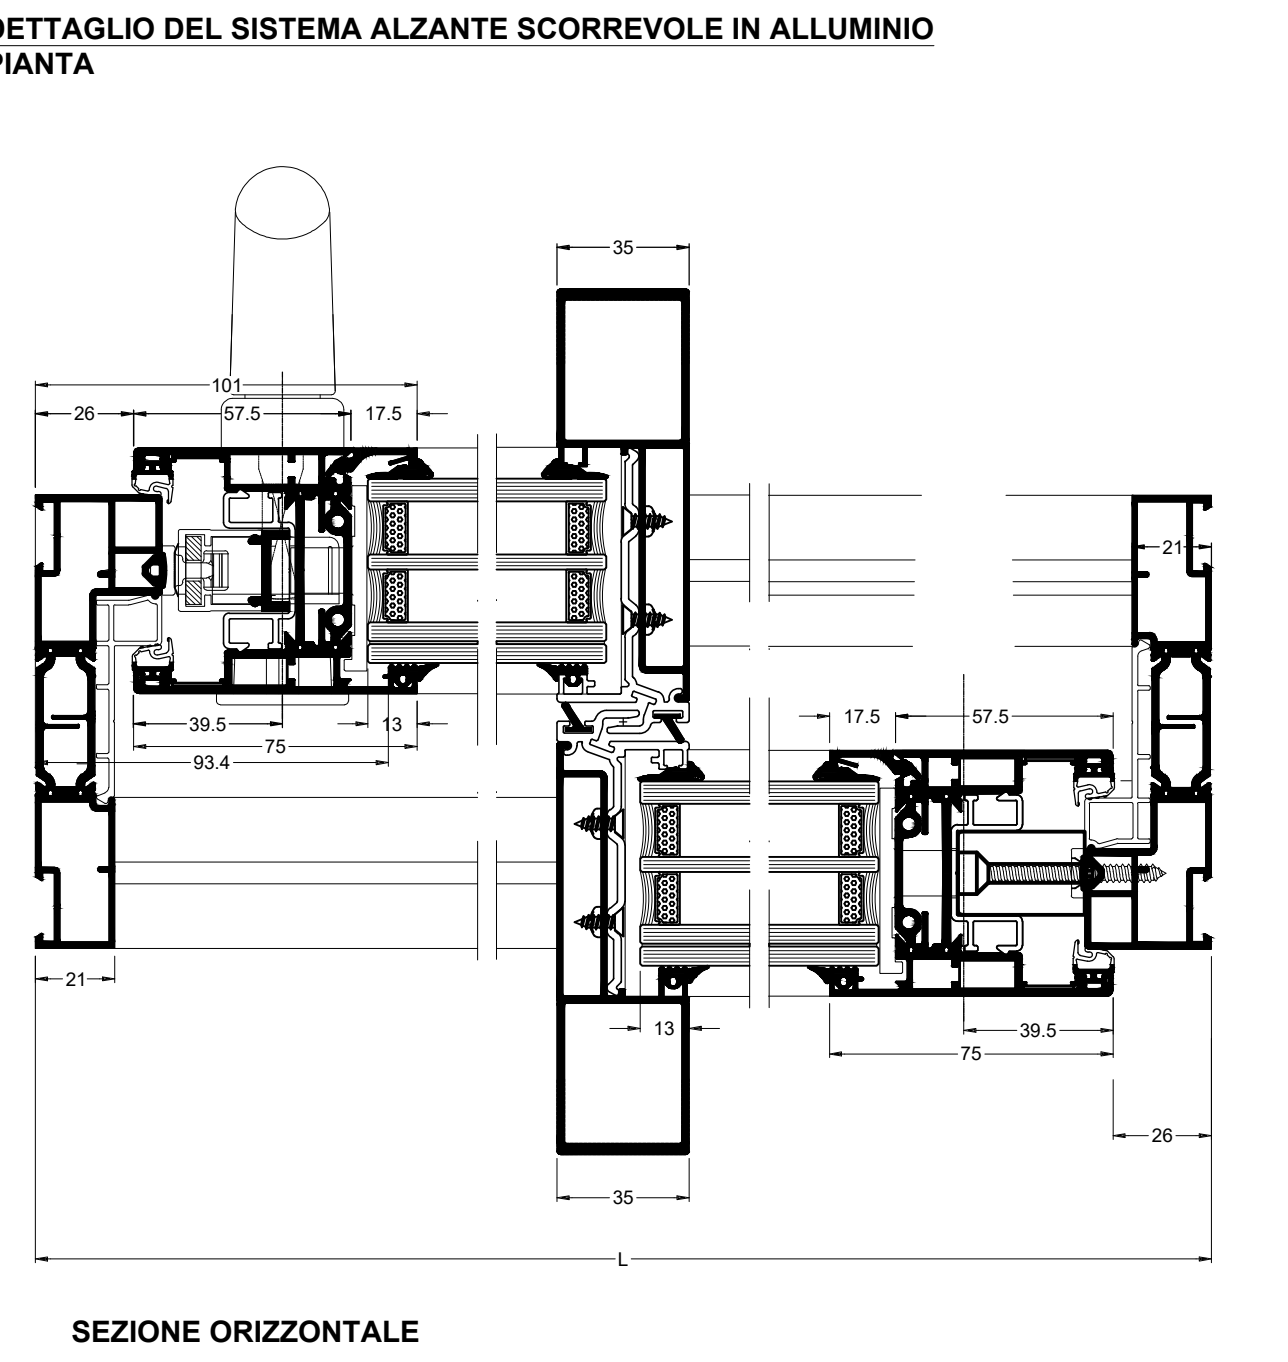 DETTAGLIO DEL SISTEMA ALZANTE SCORREVOLE IN ALLUMINIO
PIANTA
35
101
26 57.5 17.5
21
39.5 13
75
93.4
17.5 57.5
21
13 39.5
75
26
35
L
SEZIONE ORIZZONTALE